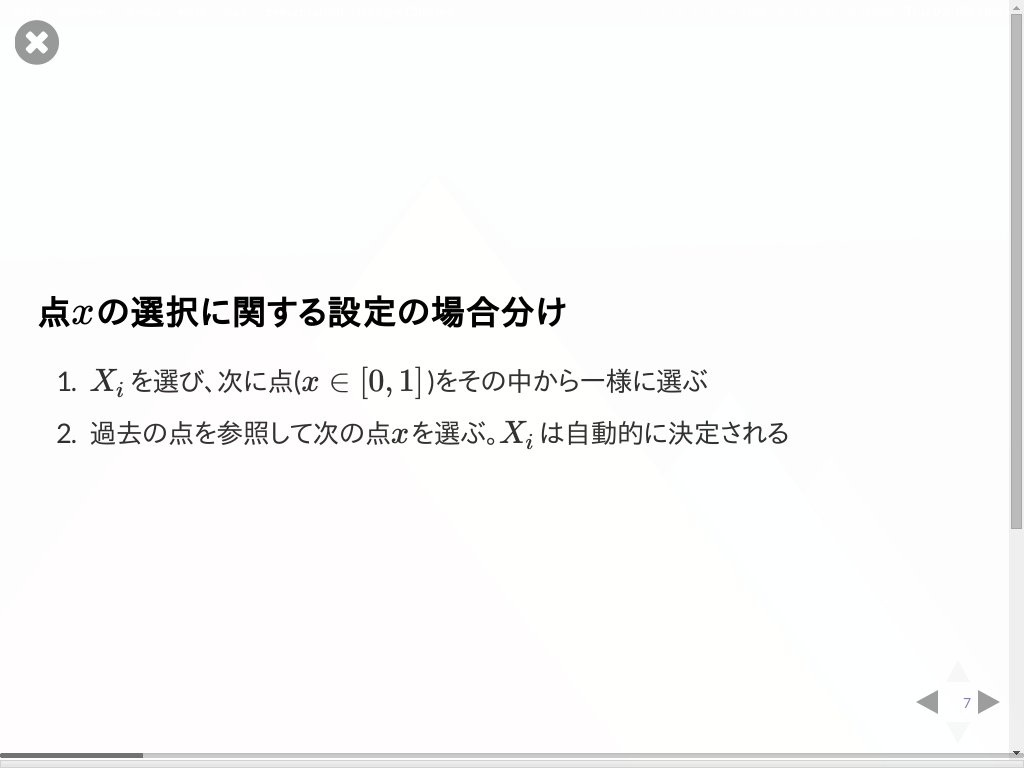 点xの選択に関する設定の場合分け
1. X_i を選び、次に点(x ∈ [0, 1])をその中から一様に選ぶ
2. 過去の点を参照して次の点xを選ぶ。X_i は自動的に決定される
7